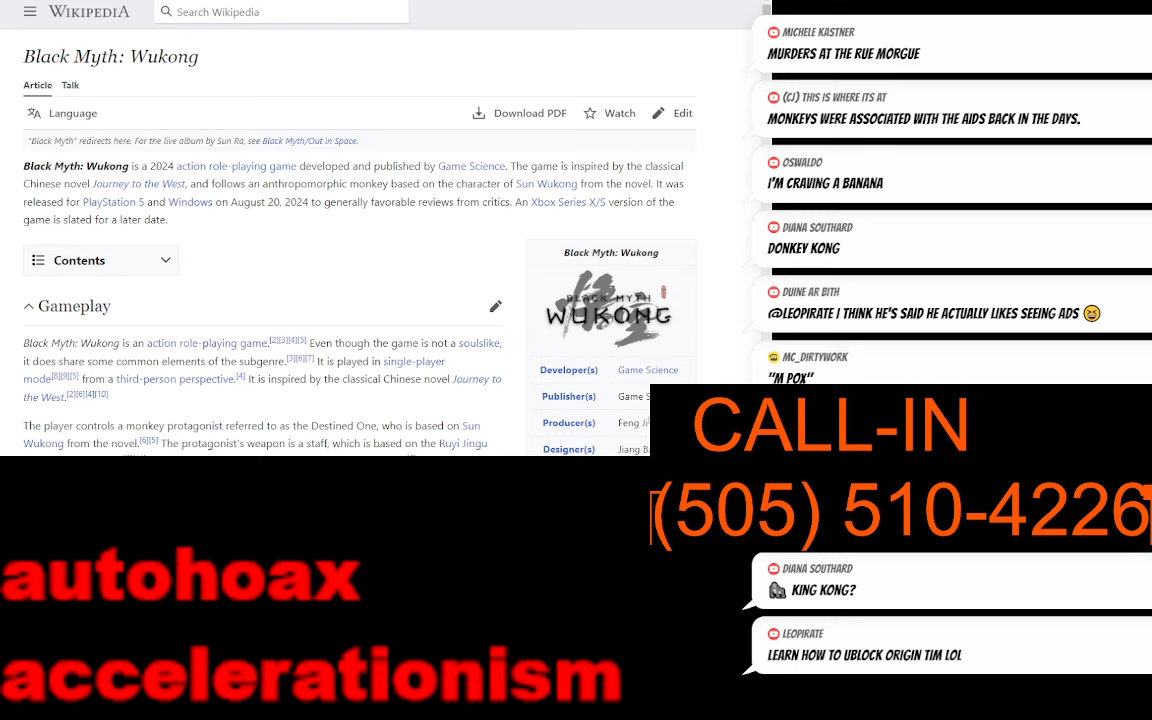 WIKIPEDIA
Search Wikipedia
Black Myth: Wukong
Article Talk
Language
Download PDF Watch Edit
"Black Myth" redirects here. For the live album by Sun Ra, see Black Myth/Out in Space.
Black Myth: Wukong is a 2024 action role-playing game developed and published by Game Science. The game is inspired by the classical
Chinese novel Journey to the West, and follows an anthropomorphic monkey based on the character of Sun Wukong from the novel. It was
released for PlayStation 5 and Windows on August 20, 2024 to generally favorable reviews from critics. An Xbox Series X/S version of the
game is slated for a later date.
Contents
Gameplay
Black Myth: Wukong is an action role-playing game.[2][3][4][5] Even though the game is not a soulslike,
it does share some common elements of the subgenre.[3][6][7] It is played in single-player
mode[8][9][5] from a third-person perspective.[4] It is inspired by the classical Chinese novel Journey to
the West.[2][6][4][10]
The player controls a monkey protagonist referred to as the Destined One, who is based on Sun
Wukong from the novel.[6][5] The protagonist's weapon is a staff, which is based on the Ruyi Jingu
Black Myth: Wukong
悟空
BLACK MYTH
WUKONG
Developer(s) Game Science
Publisher(s) Game S
Producer(s) Feng Ji
Designer(s) Jiang B
MICHELE KASTNER
MURDERS AT THE RUE MORGUE
(CJ) THIS IS WHERE ITS AT
MONKEYS WERE ASSOCIATED WITH THE AIDS BACK IN THE DAYS.
OSWALDO
I'M CRAVING A BANANA
DIANA SOUTHARD
DONKEY KONG
DUINE AR BITH
@LEOPIRATE I THINK HE'S SAID HE ACTUALLY LIKES SEEING ADS 😆
MC_DIRTYWORK
"M POX"
CALL-IN
(505) 510-4226
DIANA SOUTHARD
🦍 KING KONG?
LEOPIRATE
LEARN HOW TO UBLOCK ORIGIN TIM LOL
autohoax
accelerationism